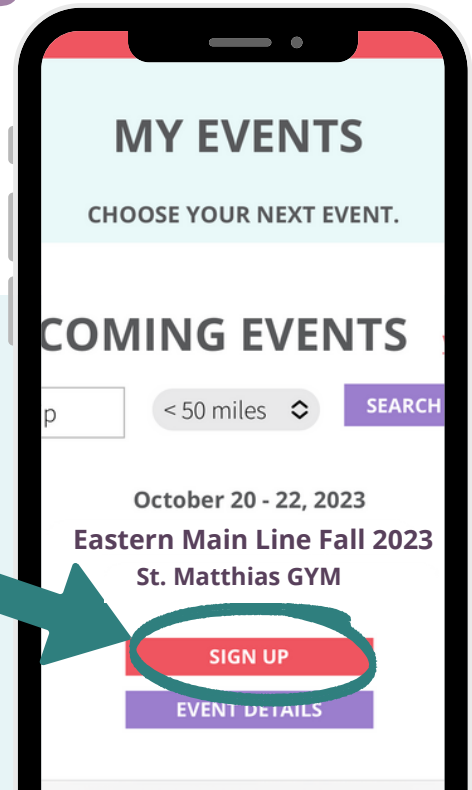 MY EVENTS
CHOOSE YOUR NEXT EVENT.
COMING EVENTS
p < 50 miles SEARCH
October 20 - 22, 2023
Eastern Main Line Fall 2023
St. Matthias GYM
SIGN UP
EVENT DETAILS